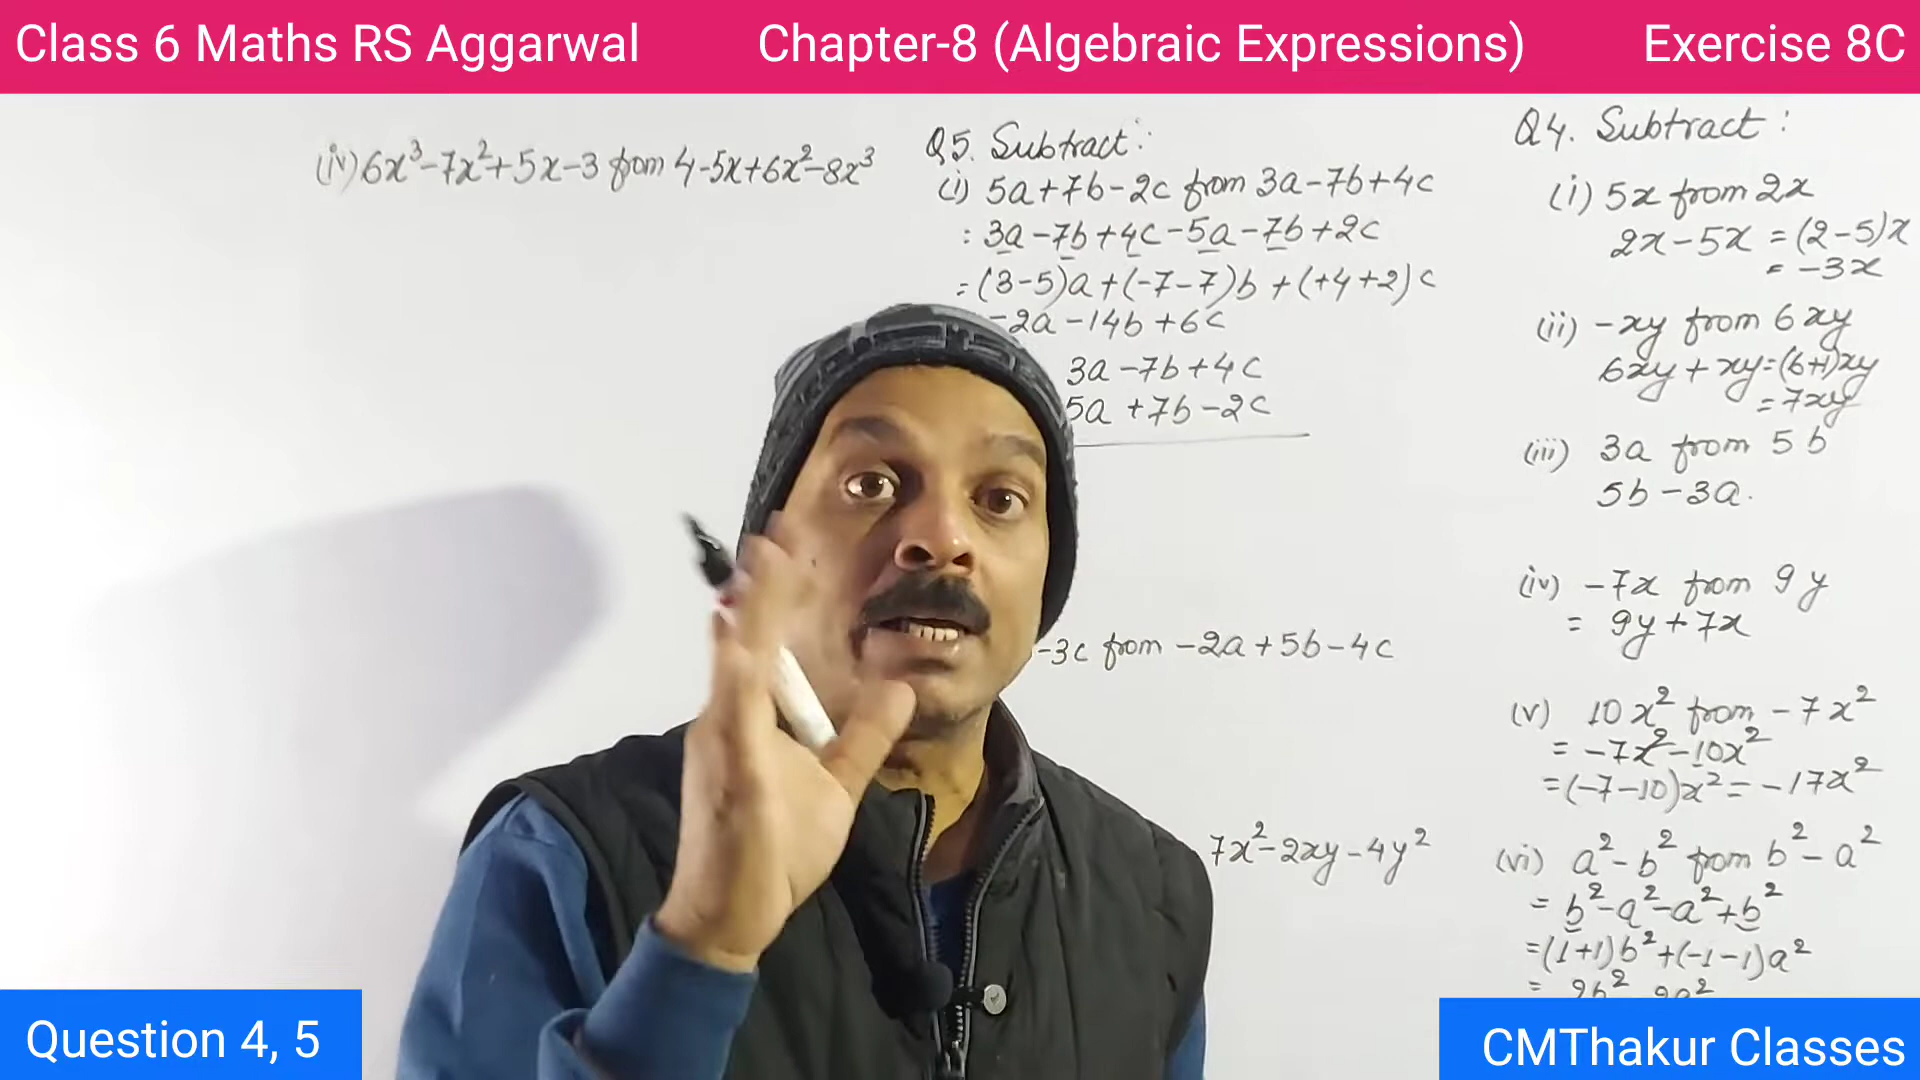 Class 6 Maths RS Aggarwal
Chapter-8 (Algebraic Expressions)
Exercise 8C
(iv) 6x³-7x²+5x-3 from 4-5x+6x²-8x³
Q5. Subtract:
(i) 5a+7b-2c from 3a-7b+4c
: 3a-7b+4c-5a-7b+2c
=(3-5)a+(-7-7)b+(+4+2)c
-2a-14b+6c
3a-7b+4c
5a+7b-2c
-3c from -2a+5b-4c
7x²-2xy-4y²
Q4. Subtract:
(i) 5x from 2x
2x-5x=(2-5)x
= -3x
(ii) -xy from 6xy
6xy+xy=(6+1)xy
=7xy
(iii) 3a from 5b
5b-3a.
(iv) -7x from 9y
= 9y+7x
(v) 10x² from -7x²
= -7x²-10x²
=(-7-10)x²=-17x²
(vi) a²-b² from b²-a²
= b²-a²-a²+b²
=(1+1)b²+(-1-1)a²
Question 4, 5
CMThakur Classes